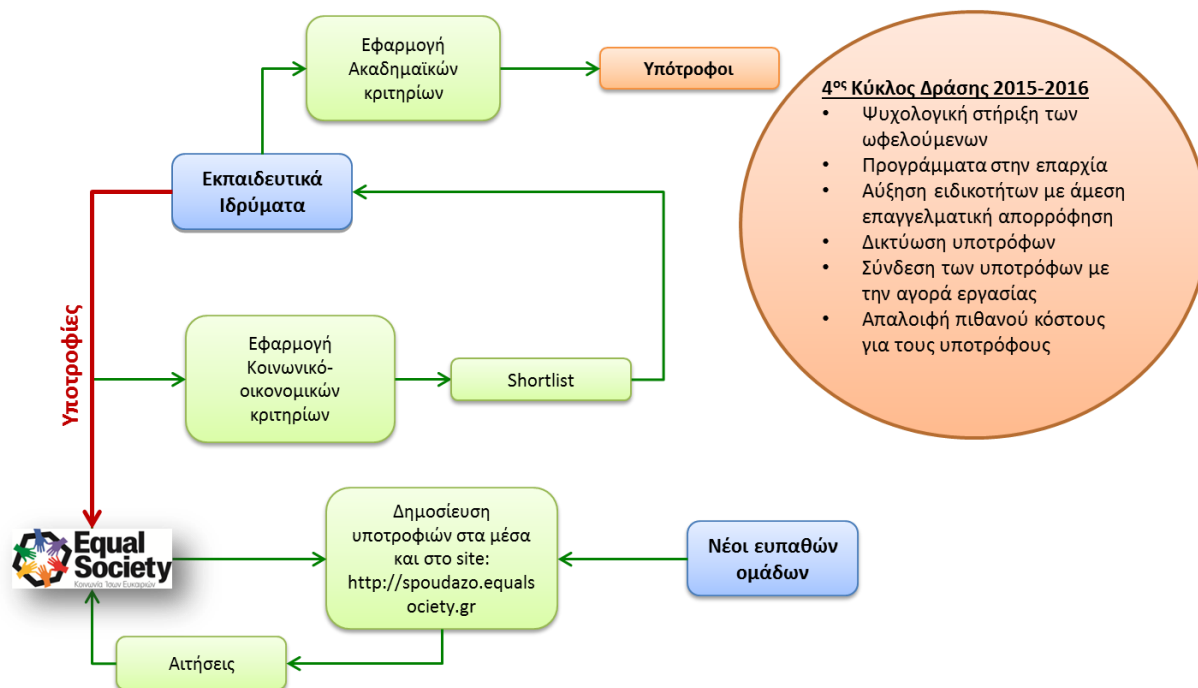 Εφαρμογή
Ακαδημαϊκών
κριτηρίων
Υπότροφοι
4ος Κύκλος Δράσης 2015-2016
• Ψυχολογική στήριξη των
ωφελούμενων
• Προγράμματα στην επαρχία
• Αύξηση ειδικοτήτων με άμεση
επαγγελματική απορρόφηση
• Δικτύωση υποτρόφων
• Σύνδεση των υποτρόφων με
την αγορά εργασίας
• Απαλοιφή πιθανού κόστους
για τους υποτρόφους
Εκπαιδευτικά
Ιδρύματα
Υποτροφίες
Εφαρμογή
Κοινωνικό-
οικονομικών
κριτηρίων
Shortlist
Equal
Society
Κοινωνία Ίσων Ευκαιριών
Δημοσίευση
υποτροφιών στα μέσα
και στο site:
http://spoudazo.equals
ociety.gr
Νέοι ευπαθών
ομάδων
Αιτήσεις